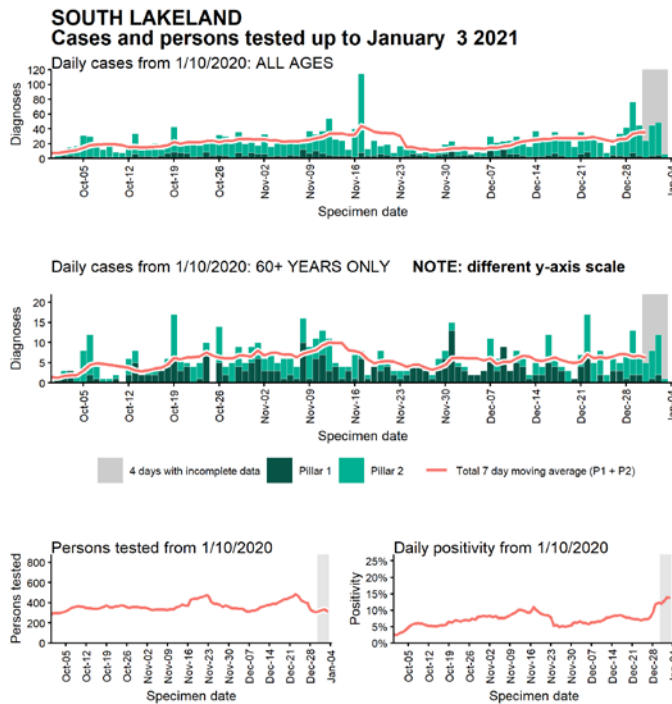 SOUTH LAKELAND
Cases and persons tested up to January 3 2021
Daily cases from 1/10/2020: ALL AGES
Diagnoses
120
100
80
60
40
20
0
Oct-05 Oct-12 Oct-19 Oct-26 Nov-02 Nov-09 Nov-16 Nov-23 Nov-30 Dec-07 Dec-14 Dec-21 Dec-28 Jan-04
Specimen date
Daily cases from 1/10/2020: 60+ YEARS ONLY NOTE: different y-axis scale
Diagnoses
20
15
10
5
0
Oct-05 Oct-12 Oct-19 Oct-26 Nov-02 Nov-09 Nov-16 Nov-23 Nov-30 Dec-07 Dec-14 Dec-21 Dec-28 Jan-04
Specimen date
4 days with incomplete data Pillar 1 Pillar 2 Total 7 day moving average (P1 + P2)
Persons tested from 1/10/2020
Persons tested
800
600
400
200
0
Oct-05 Oct-12 Oct-19 Oct-26 Nov-02 Nov-09 Nov-16 Nov-23 Nov-30 Dec-07 Dec-14 Dec-21 Dec-28 Jan-04
Specimen date
Daily positivity from 1/10/2020
Positivity
25%
20%
15%
10%
5%
0%
Oct-05 Oct-12 Oct-19 Oct-26 Nov-02 Nov-09 Nov-16 Nov-23 Nov-30 Dec-07 Dec-14 Dec-21 Dec-28 Jan-04
Specimen date